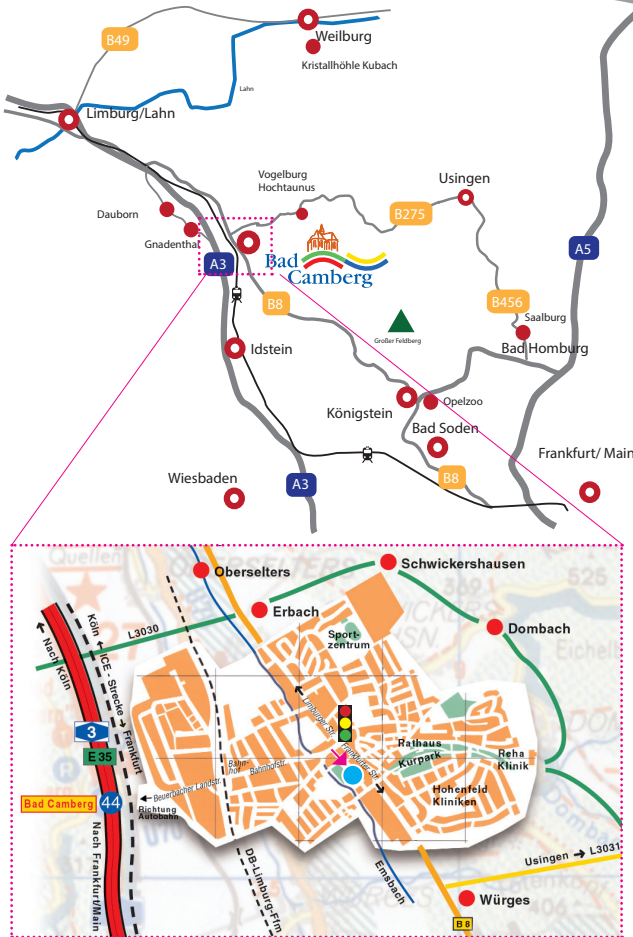 Weilburg
B49
Kristallhöhle Kubach
Lahn
Limburg/Lahn
Vogelburg
Hochtaunus
Usingen
Dauborn
B275
Gnadenthal
Bad
Camberg
A3
A5
B8
B456
Saalburg
Großer Feldberg
Bad Homburg
Idstein
Königstein
Opelzoo
Bad Soden
Frankfurt/ Main
Wiesbaden
A3
B8
Quellen
Oberselters
Schwickershausen
525
Erbach
Dombach
L3030
Sport-
zentrum
Nach Köln
Köln ICE - Strecke Frankfurt
Limburger Str.
3
E 35
Frankfurter Str.
Rathaus
Kurpark
Reha
Klinik
Bahn-
hof
Bahnhofstr.
Beuerbacher Landstr.
Hohenfeld
Kliniken
Bad Camberg
44
Richtung
Autobahn
Nach Frankfurt/Main
DB-Limburg-Ffm
Emsbach
Usingen L3031
Würges
B 8